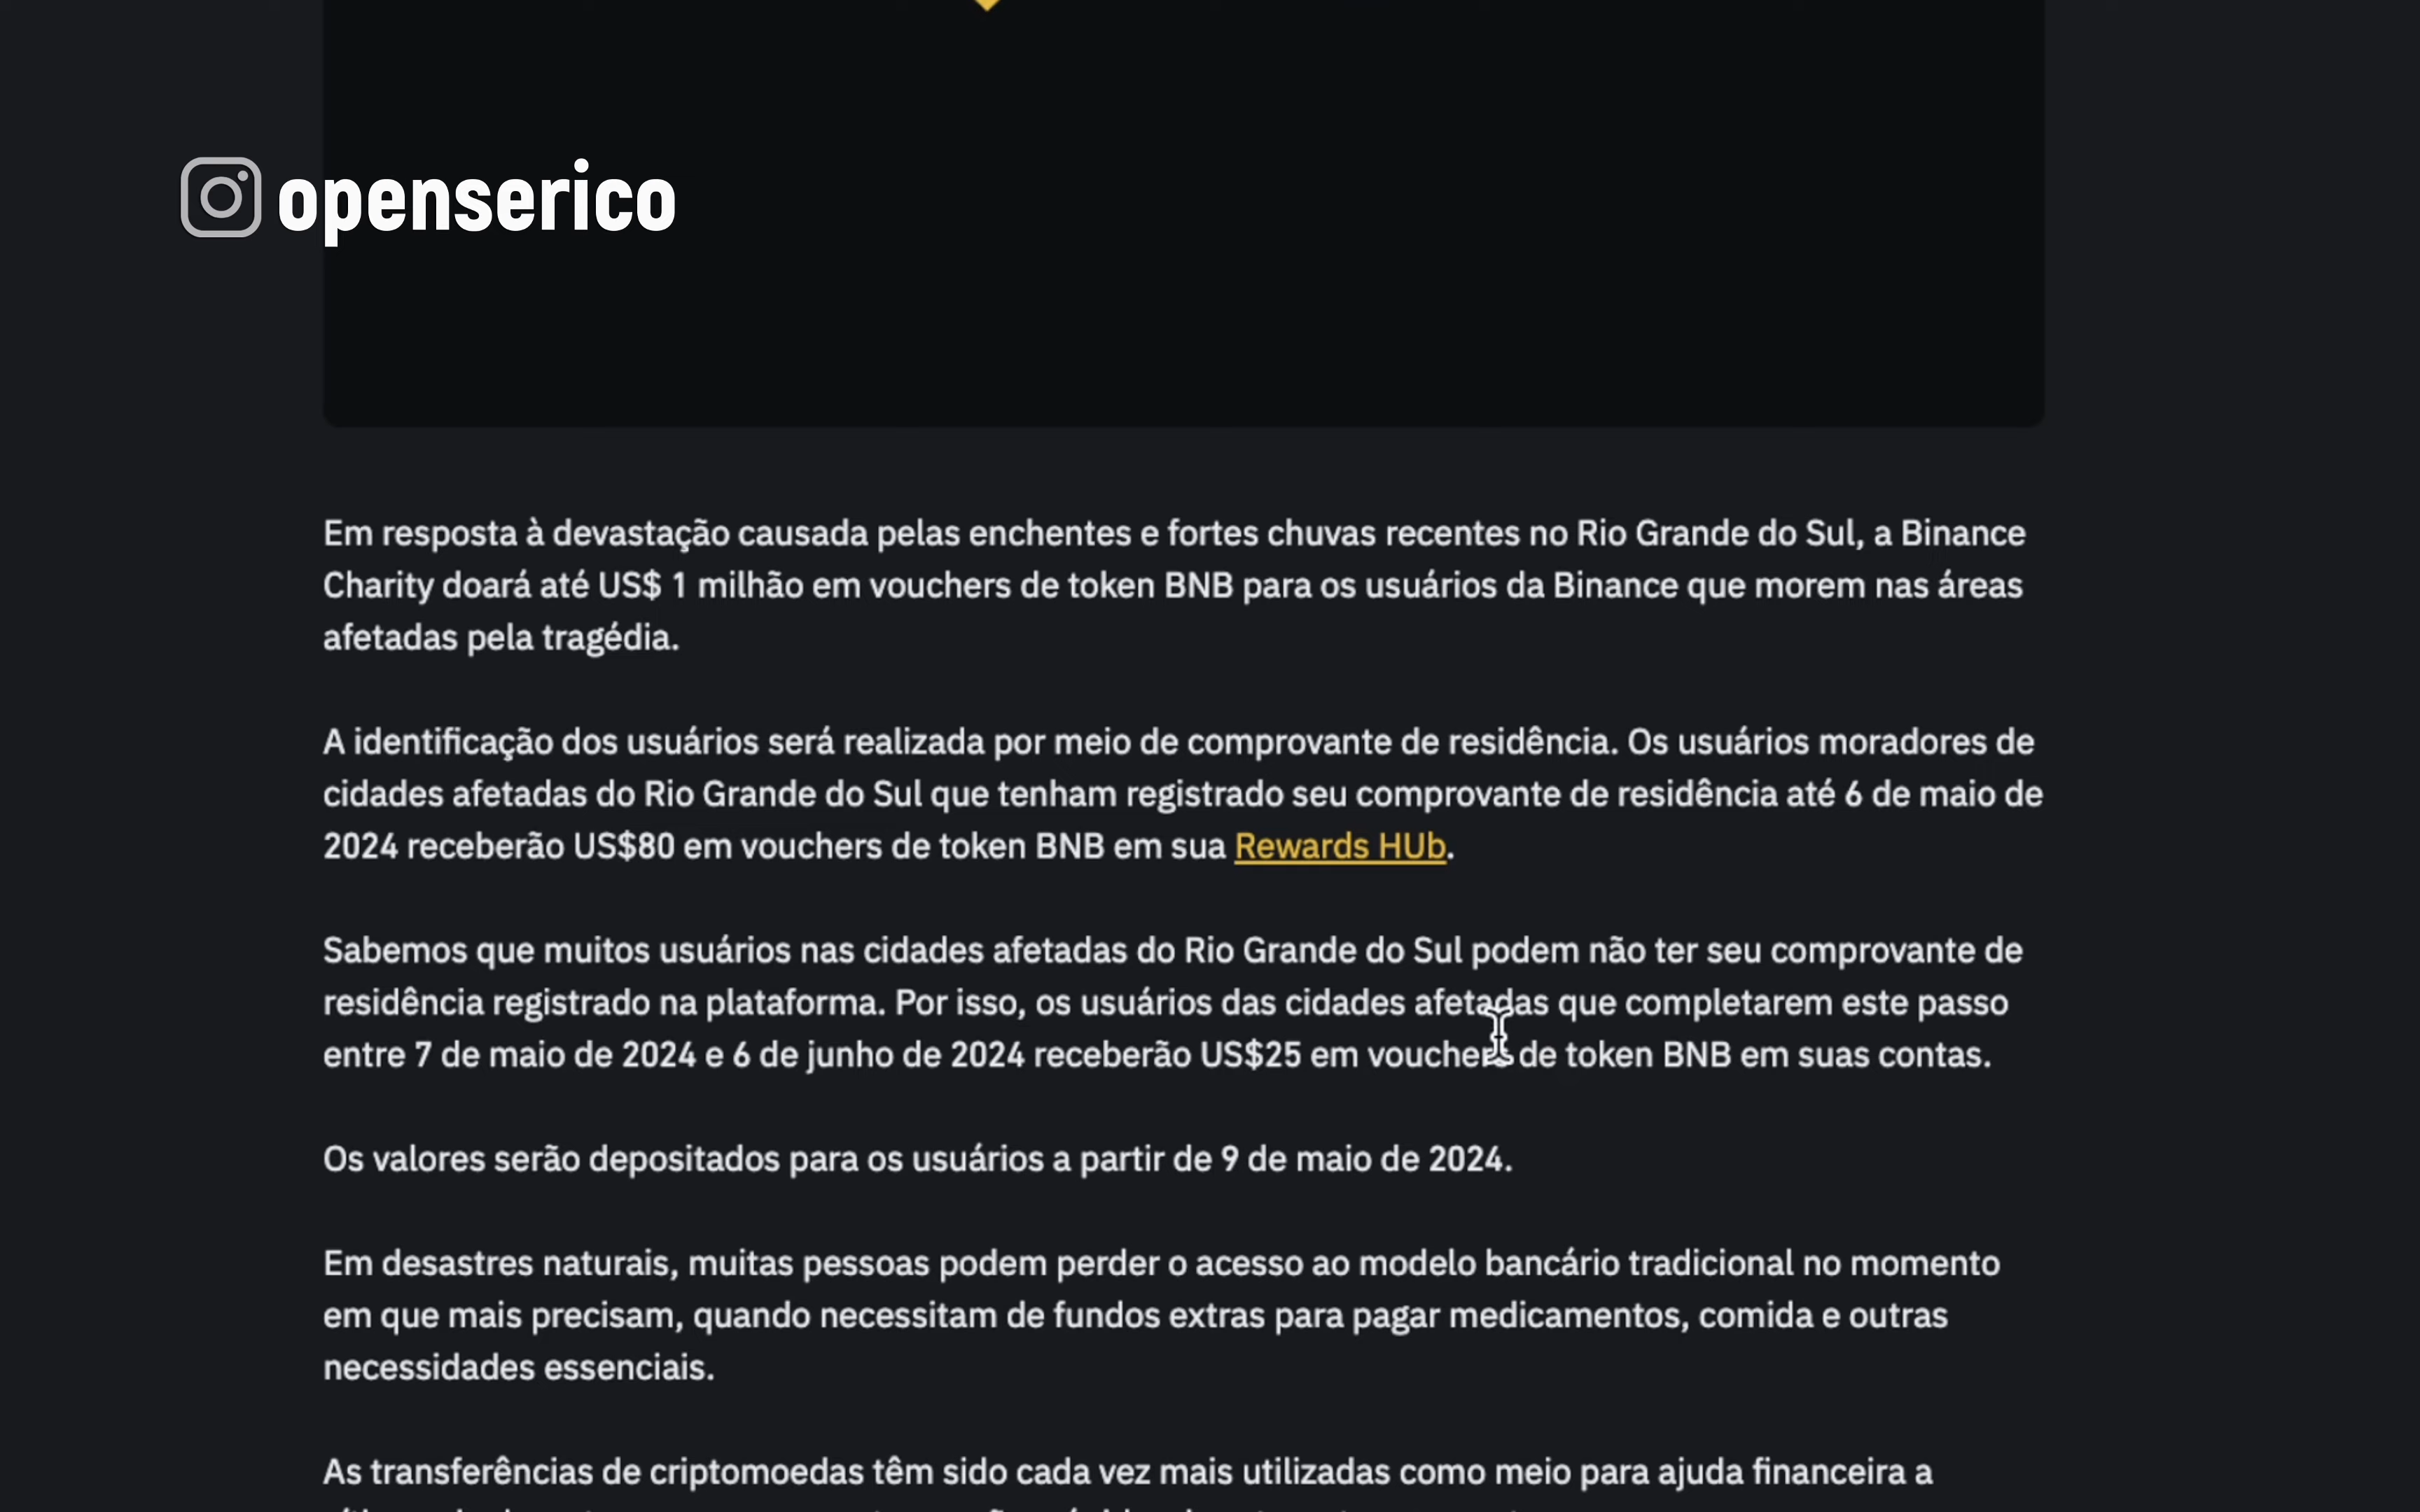 openserico
Em resposta à devastação causada pelas enchentes e fortes chuvas recentes no Rio Grande do Sul, a Binance
Charity doará até US$ 1 milhão em vouchers de token BNB para os usuários da Binance que morem nas áreas
afetadas pela tragédia.
A identificação dos usuários será realizada por meio de comprovante de residência. Os usuários moradores de
cidades afetadas do Rio Grande do Sul que tenham registrado seu comprovante de residência até 6 de maio de
2024 receberão US$80 em vouchers de token BNB em sua Rewards HUb.
Sabemos que muitos usuários nas cidades afetadas do Rio Grande do Sul podem não ter seu comprovante de
residência registrado na plataforma. Por isso, os usuários das cidades afetadas que completarem este passo
entre 7 de maio de 2024 e 6 de junho de 2024 receberão US$25 em vouchers de token BNB em suas contas.
Os valores serão depositados para os usuários a partir de 9 de maio de 2024.
Em desastres naturais, muitas pessoas podem perder o acesso ao modelo bancário tradicional no momento
em que mais precisam, quando necessitam de fundos extras para pagar medicamentos, comida e outras
necessidades essenciais.
As transferências de criptomoedas têm sido cada vez mais utilizadas como meio para ajuda financeira a